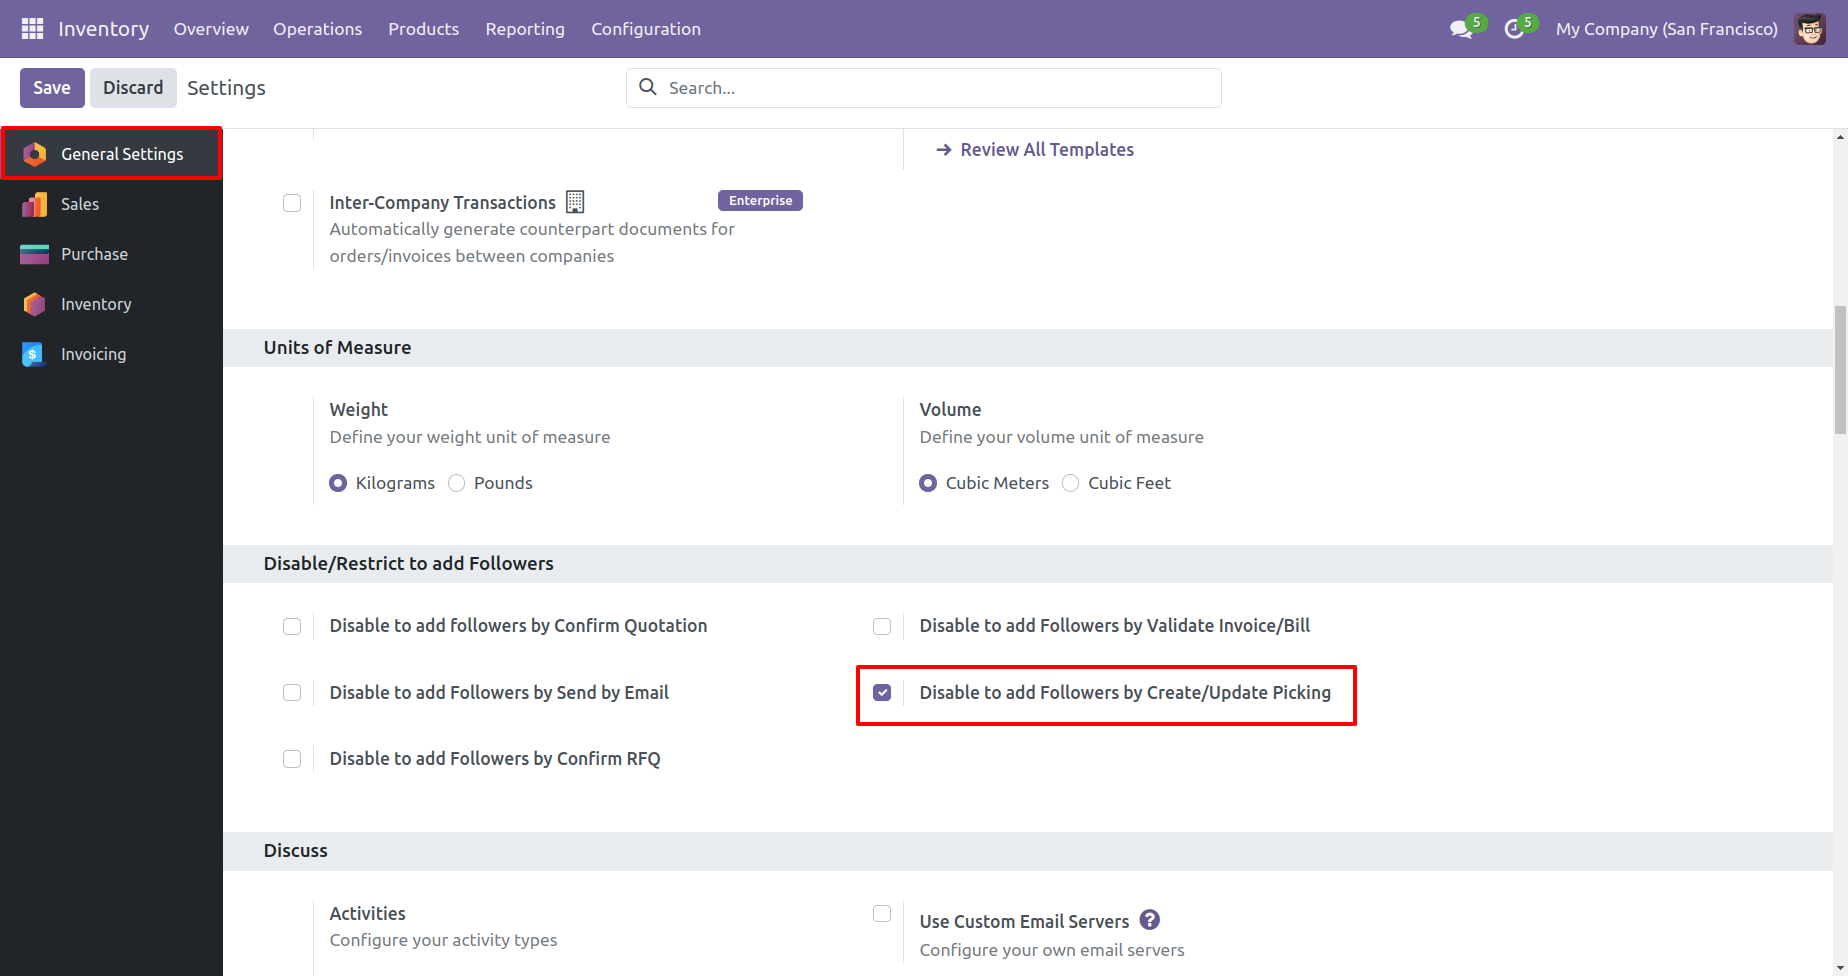 Inventory Overview Operations Products Reporting Configuration 5 5 My Company (San Francisco)
Save Discard Settings Search...
General Settings
Sales
Purchase
Inventory
Invoicing
$
Review All Templates
Inter-Company Transactions Enterprise
Automatically generate counterpart documents for
orders/invoices between companies
Units of Measure
Weight
Define your weight unit of measure
Kilograms Pounds
Volume
Define your volume unit of measure
Cubic Meters Cubic Feet
Disable/Restrict to add Followers
Disable to add followers by Confirm Quotation
Disable to add Followers by Validate Invoice/Bill
Disable to add Followers by Send by Email
Disable to add Followers by Create/Update Picking
Disable to add Followers by Confirm RFQ
Discuss
Activities
Configure your activity types
Use Custom Email Servers ?
Configure your own email servers